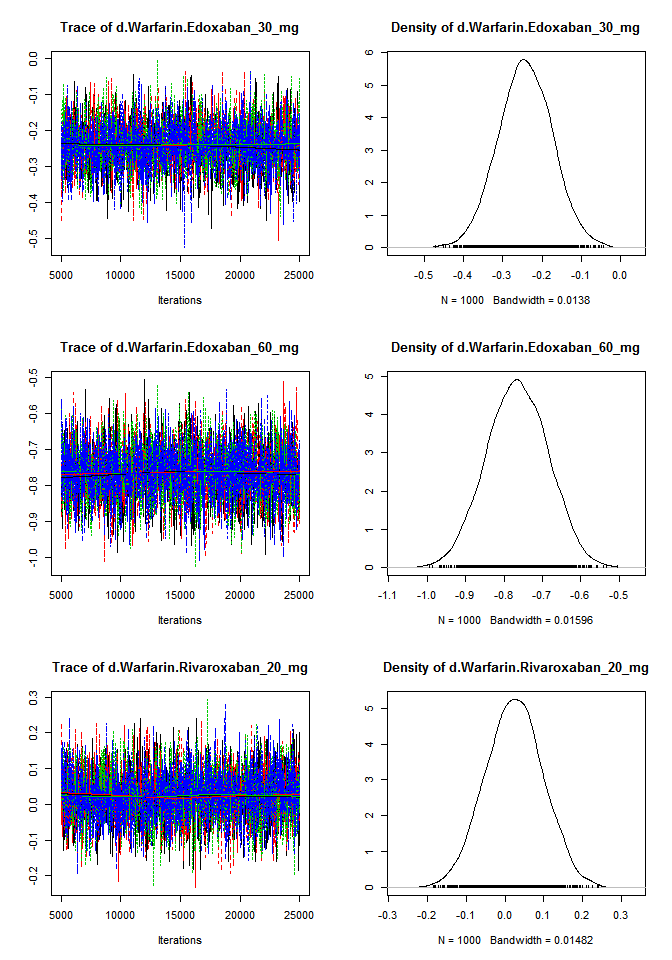 Trace of d.Warfarin.Edoxaban_30_mg
0.0
-0.1
-0.2
-0.3
-0.4
-0.5
5000 10000 15000 20000 25000
Iterations
Density of d.Warfarin.Edoxaban_30_mg
6
5
4
3
2
1
0
-0.5 -0.4 -0.3 -0.2 -0.1 0.0
N = 1000 Bandwidth = 0.0138
Trace of d.Warfarin.Edoxaban_60_mg
-0.5
-0.6
-0.7
-0.8
-0.9
-1.0
5000 10000 15000 20000 25000
Iterations
Density of d.Warfarin.Edoxaban_60_mg
5
4
3
2
1
0
-1.1 -1.0 -0.9 -0.8 -0.7 -0.6 -0.5
N = 1000 Bandwidth = 0.01596
Trace of d.Warfarin.Rivaroxaban_20_mg
0.3
0.2
0.1
0.0
-0.1
-0.2
5000 10000 15000 20000 25000
Iterations
Density of d.Warfarin.Rivaroxaban_20_mg
5
4
3
2
1
0
-0.3 -0.2 -0.1 0.0 0.1 0.2 0.3
N = 1000 Bandwidth = 0.01482